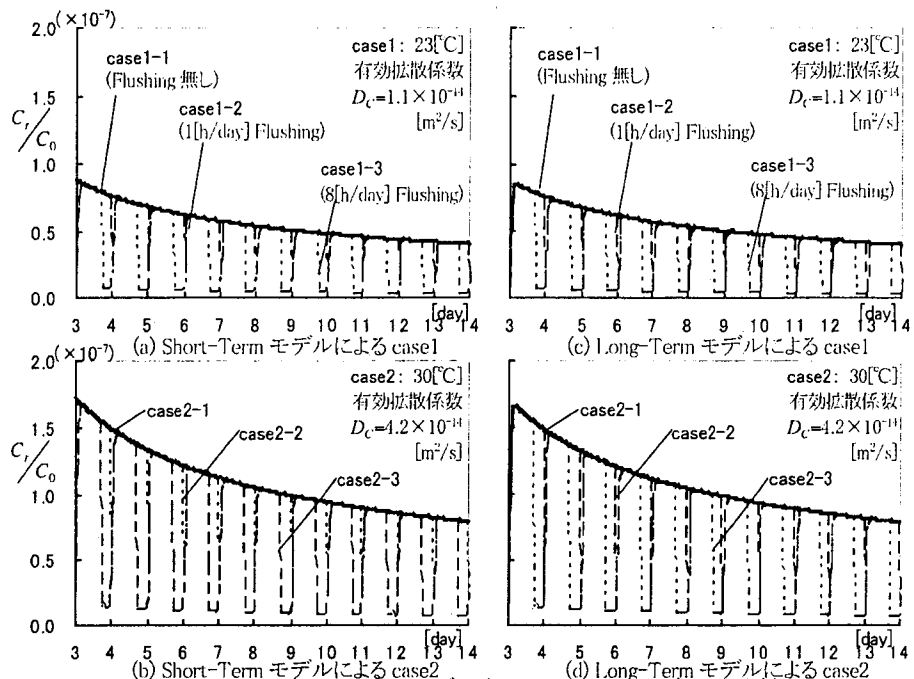 (×10⁻⁷)
2.0
1.5
1.0
0.5
0.0
C_r/C_0
case1-1
(Flushing 無し)
case1-2
(1[h/day] Flushing)
case1-3
(8[h/day] Flushing)
case1: 23[℃]
有効拡散係数
D_C=1.1×10⁻¹⁴
[m²/s]
[day]
3 4 5 6 7 8 9 10 11 12 13 14
(a) Short-Term モデルによる case1
case1-1
(Flushing 無し)
case1-2
(1[h/day] Flushing)
case1-3
(8[h/day] Flushing)
case1: 23[℃]
有効拡散係数
D_C=1.1×10⁻¹⁴
[m²/s]
[day]
3 4 5 6 7 8 9 10 11 12 13 14
(c) Long-Term モデルによる case1
(×10⁻⁷)
2.0
1.5
1.0
0.5
0.0
C_r/C_0
case2-1
case2-2
case2-3
case2: 30[℃]
有効拡散係数
D_C=4.2×10⁻¹⁴
[m²/s]
[day]
3 4 5 6 7 8 9 10 11 12 13 14
(b) Short-Term モデルによる case2
case2-1
case2-2
case2-3
case2: 30[℃]
有効拡散係数
D_C=4.2×10⁻¹⁴
[m²/s]
[day]
3 4 5 6 7 8 9 10 11 12 13 14
(d) Long-Term モデルによる case2